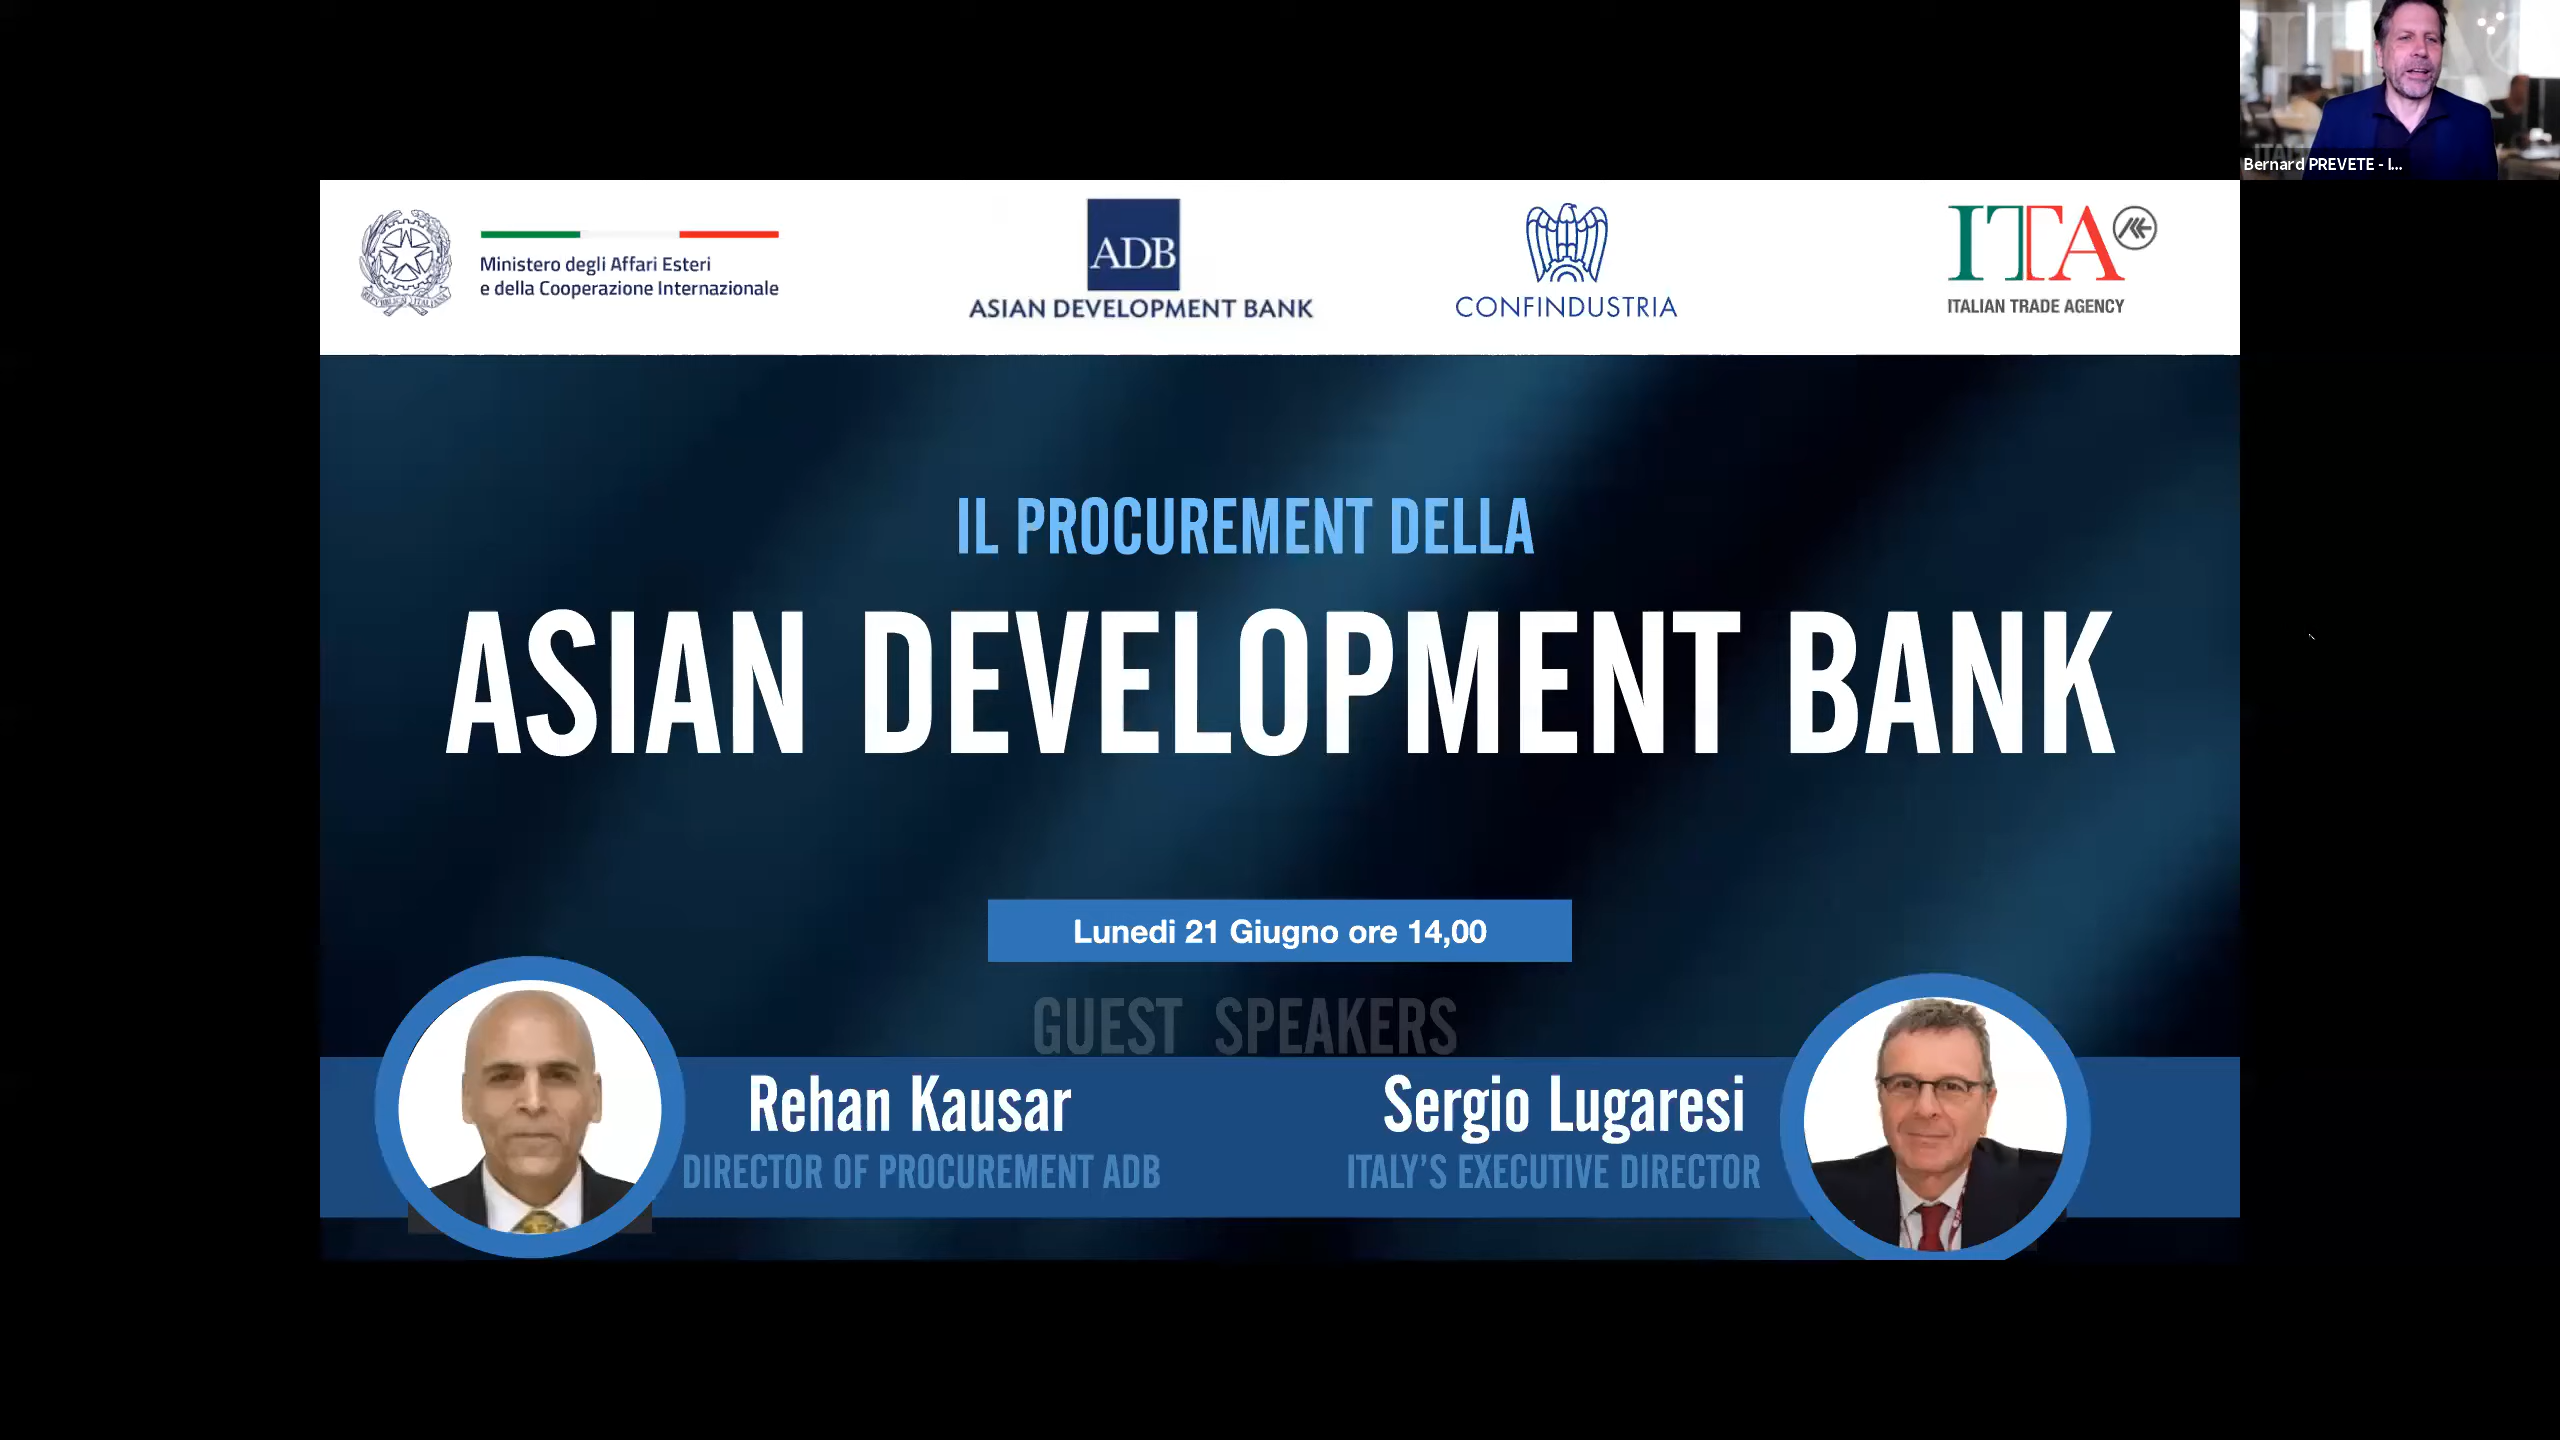 Bernard PREVETE - I...
Ministero degli Affari Esteri
e della Cooperazione Internazionale
REPVBBLICA ITALIANA
ADB
ASIAN DEVELOPMENT BANK
CONFINDUSTRIA
ITA
ITALIAN TRADE AGENCY
IL PROCUREMENT DELLA
ASIAN DEVELOPMENT BANK
Lunedi 21 Giugno ore 14,00
GUEST SPEAKERS
Rehan Kausar
DIRECTOR OF PROCUREMENT ADB
Sergio Lugaresi
ITALY'S EXECUTIVE DIRECTOR